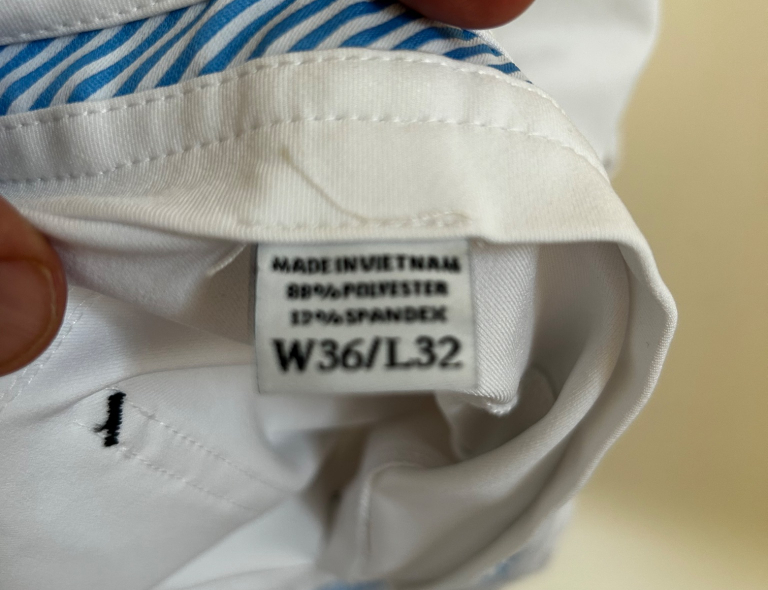 MADE IN VIETNAM
88% POLYESTER
12% SPANDEX
W36/L32